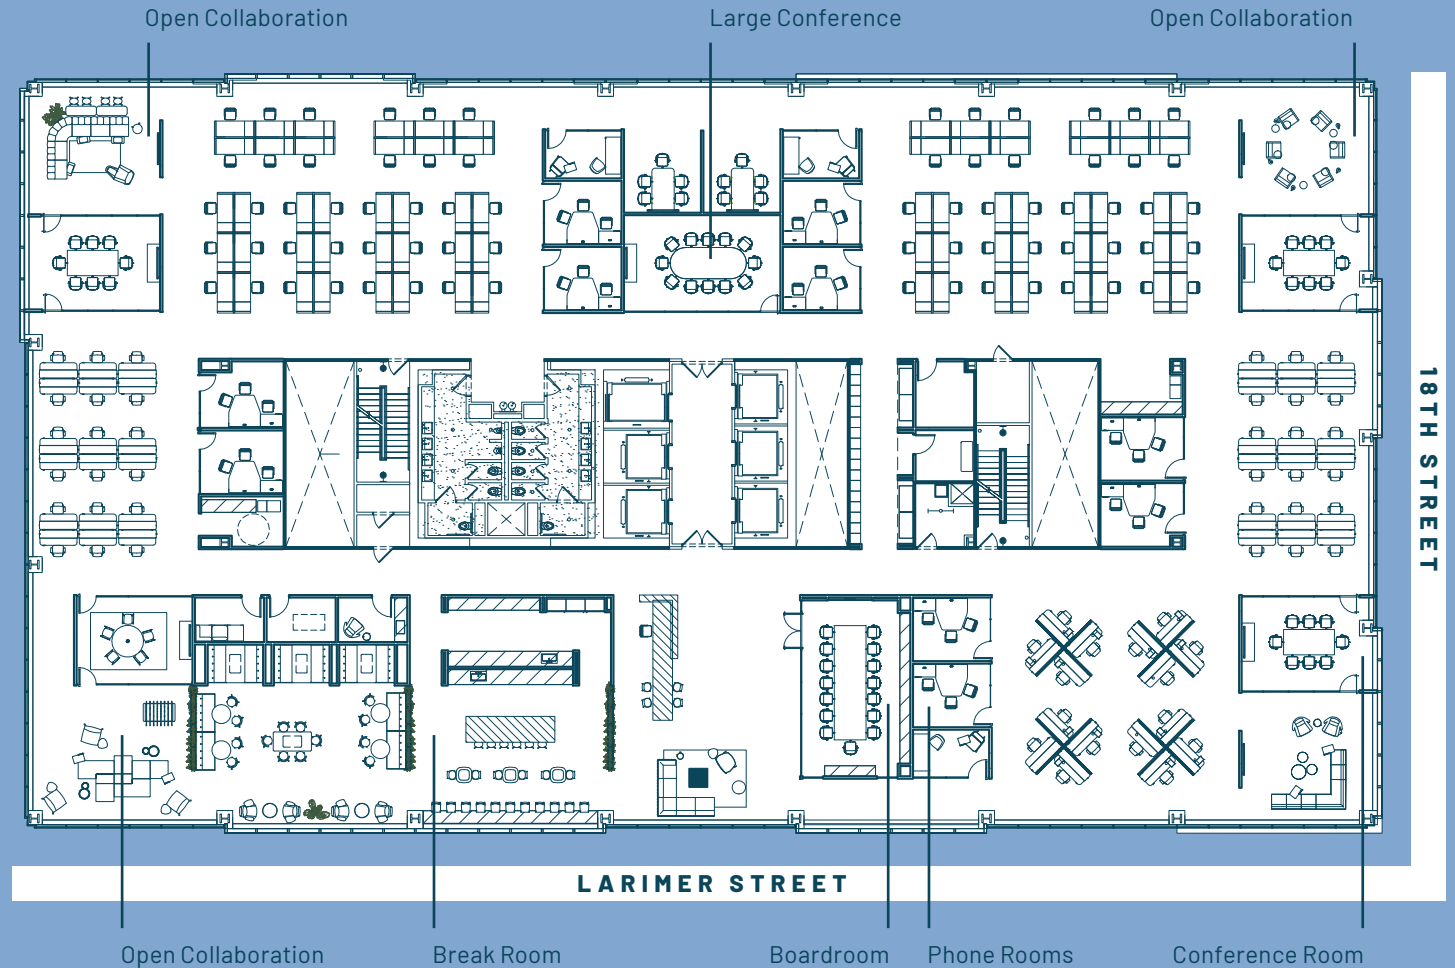 Open Collaboration
Large Conference
Open Collaboration
18TH STREET
LARIMER STREET
Open Collaboration
Break Room
Boardroom
Phone Rooms
Conference Room